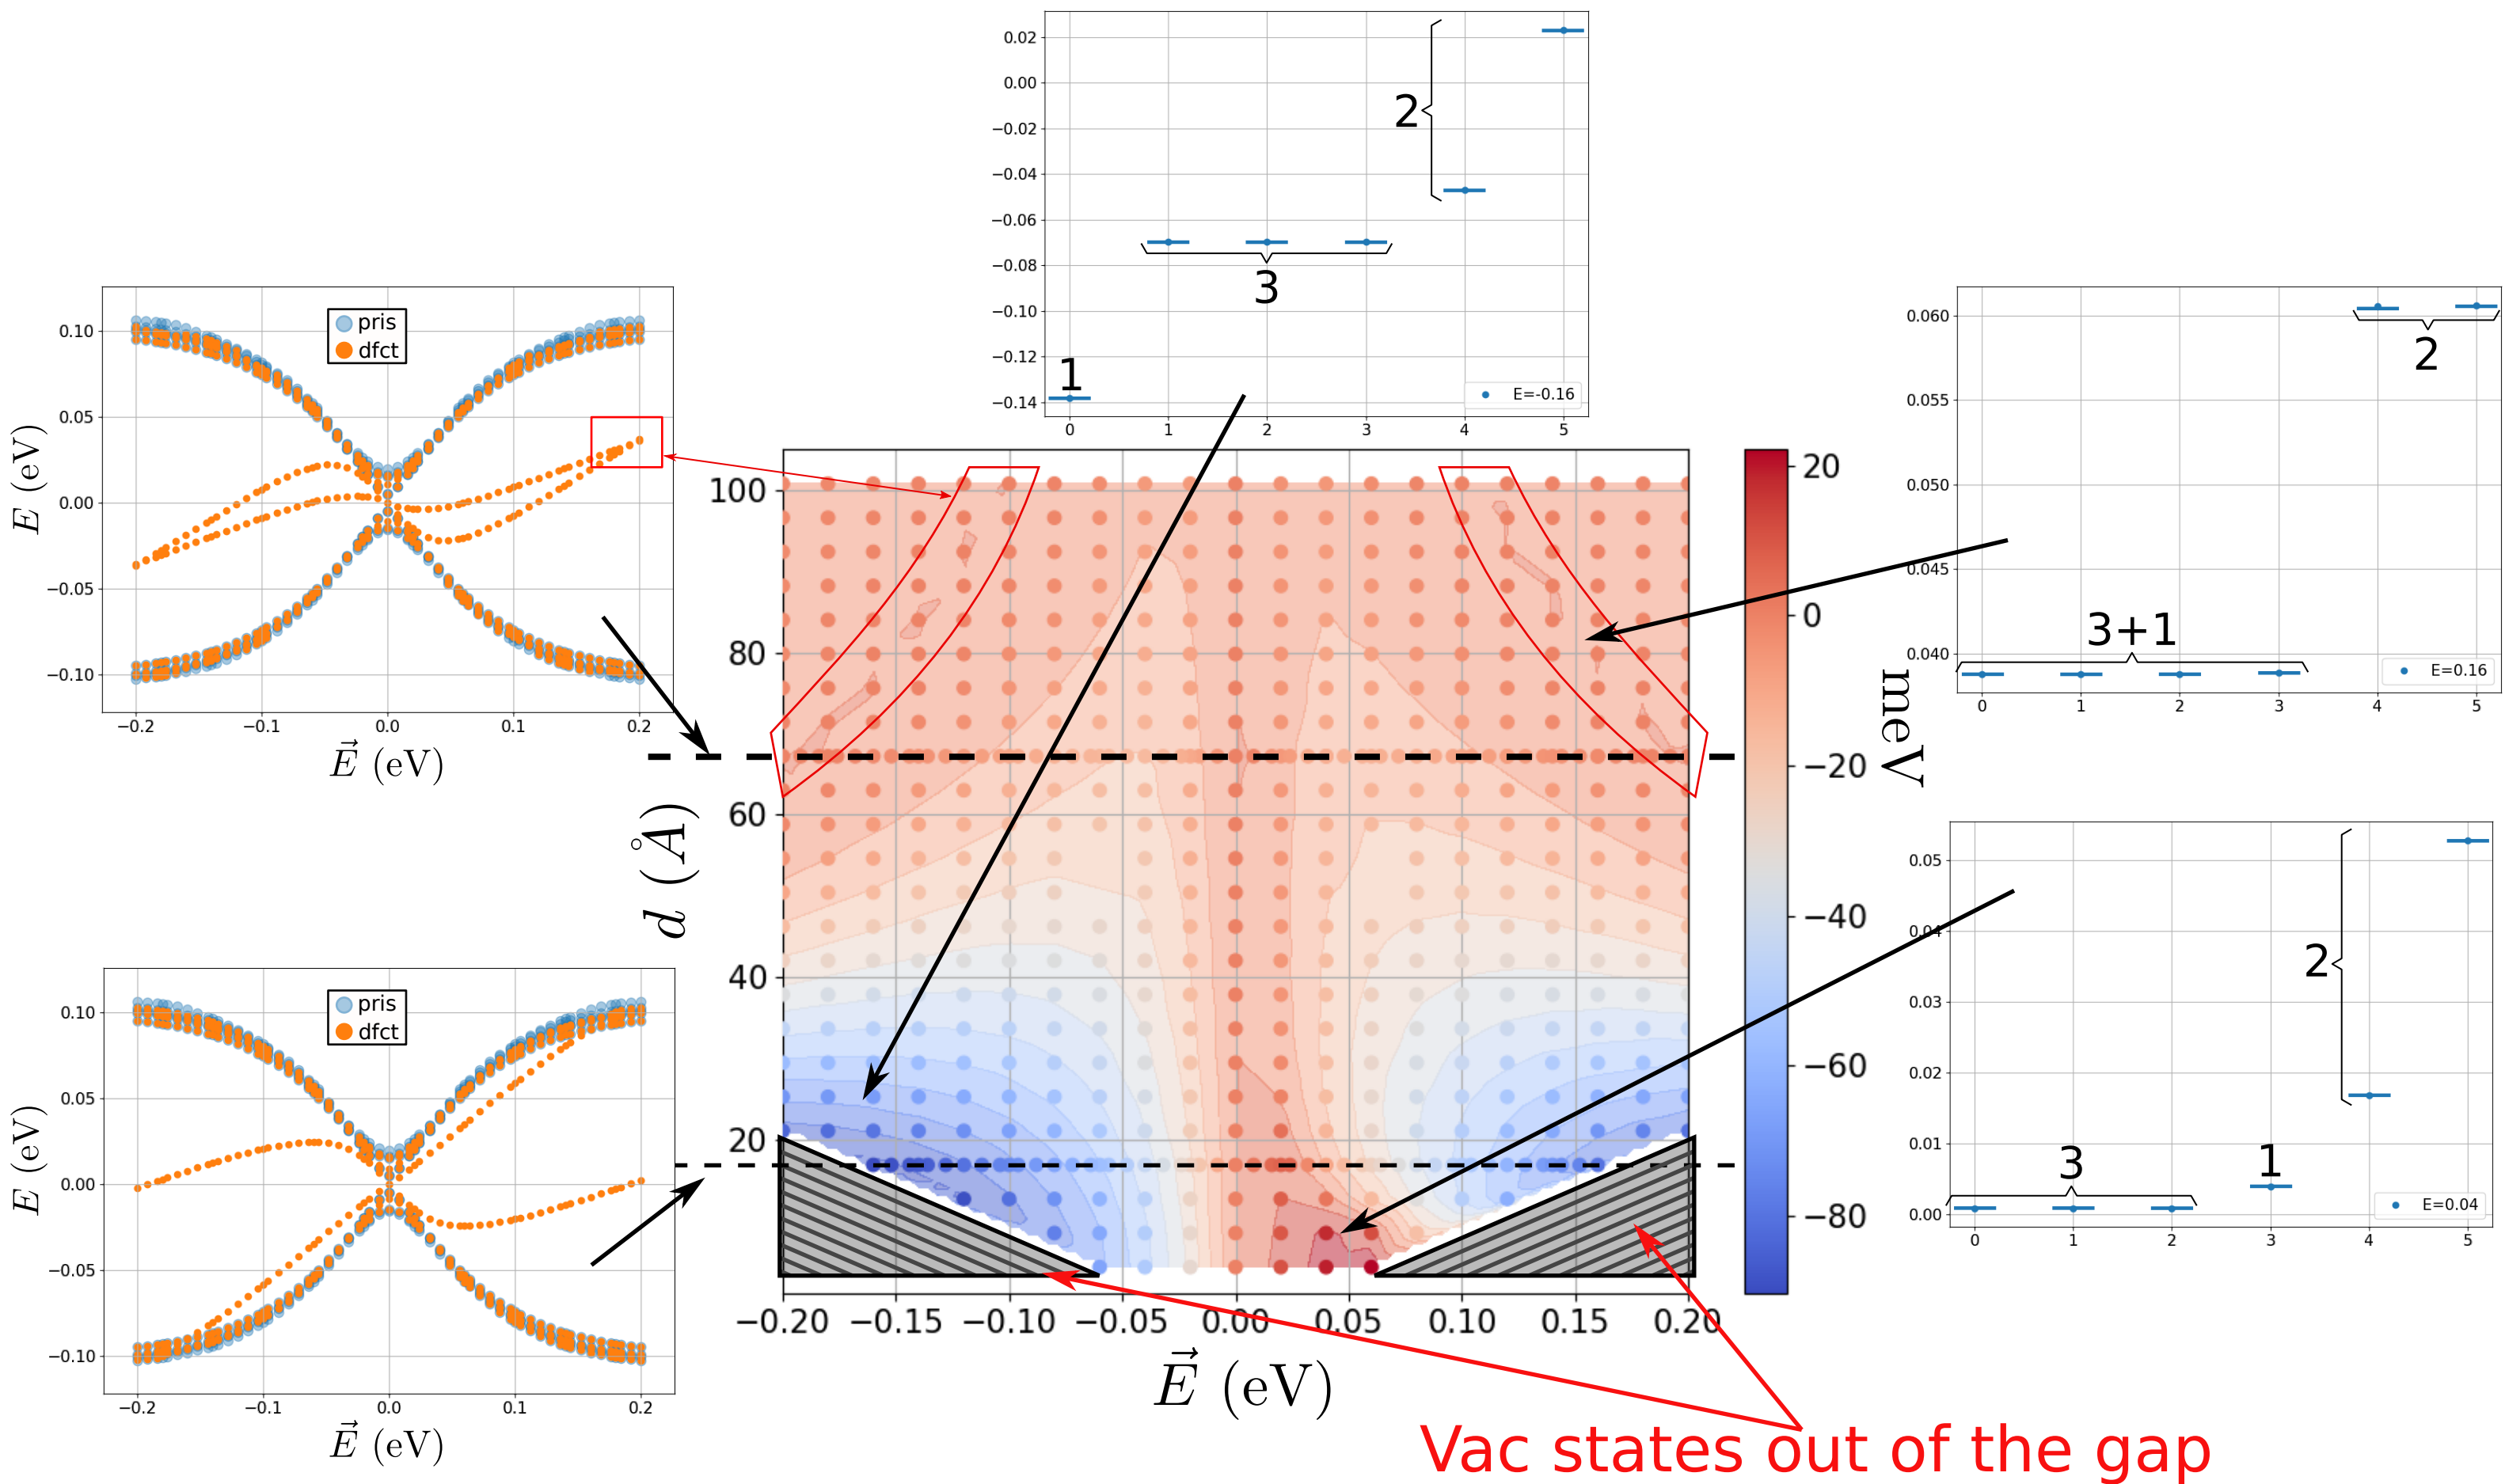 0.02
0.00
−0.02
−0.04
−0.06
−0.08
−0.10
−0.12
−0.14
2
3
1
E=-0.16
0 1 2 3 4 5
pris
dfct
0.10
0.05
0.00
−0.05
−0.10
E (eV)
−0.2 −0.1 0.0 0.1 0.2
E⃗ (eV)
0.060
0.055
0.050
0.045
0.040
2
3+1
E=0.16
0 1 2 3 4 5
100
80
60
40
20
d (Å)
−0.20 −0.15 −0.10 −0.05 0.00 0.05 0.10 0.15 0.20
E⃗ (eV)
20
0
−20
−40
−60
−80
meV
0.05
0.04
0.03
0.02
0.01
0.00
2
3
1
E=0.04
0 1 2 3 4 5
pris
dfct
0.10
0.05
0.00
−0.05
−0.10
E (eV)
−0.2 −0.1 0.0 0.1 0.2
E⃗ (eV)
Vac states out of the gap